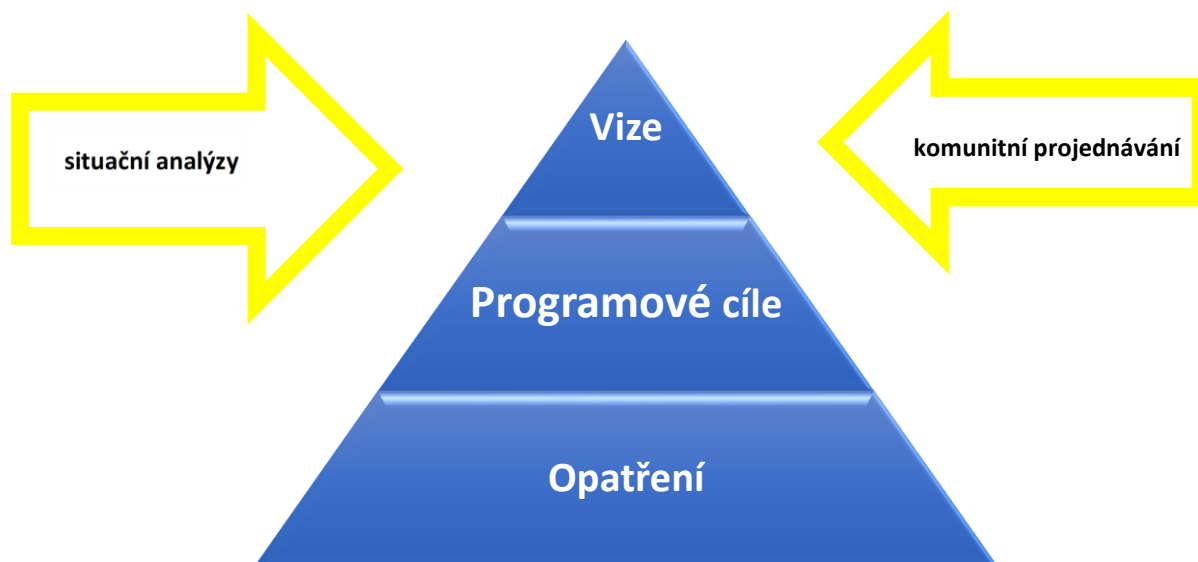 Vize
situační analýzy
komunitní projednávání
Programové cíle
Opatření